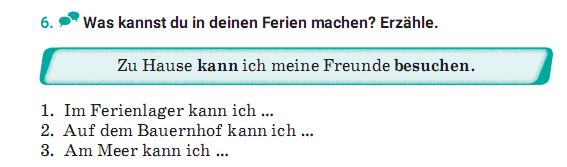 6. Was kannst du in deinen Ferien machen? Erzähle.
Zu Hause kann ich meine Freunde besuchen.
1. Im Ferienlager kann ich ...
2. Auf dem Bauernhof kann ich ...
3. Am Meer kann ich ...